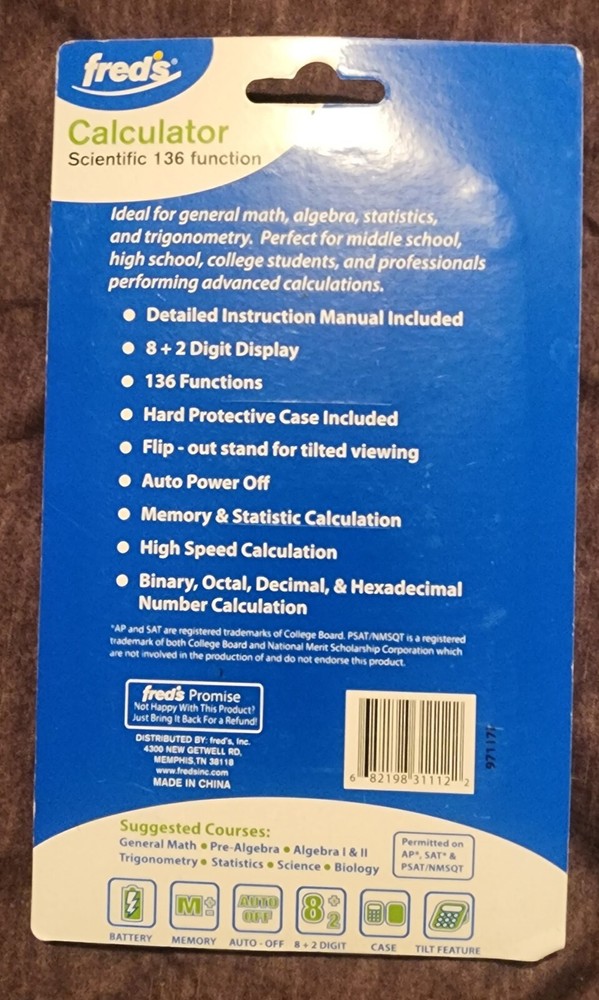 fred's®
Calculator
Scientific 136 function
Ideal for general math, algebra, statistics,
and trigonometry. Perfect for middle school,
high school, college students, and professionals
performing advanced calculations.
● Detailed Instruction Manual Included
● 8 + 2 Digit Display
● 136 Functions
● Hard Protective Case Included
● Flip - out stand for tilted viewing
● Auto Power Off
● Memory & Statistic Calculation
● High Speed Calculation
● Binary, Octal, Decimal, & Hexadecimal
Number Calculation
*AP and SAT are registered trademarks of College Board. PSAT/NMSQT is a registered
trademark of both College Board and National Merit Scholarship Corporation which
are not involved in the production of and do not endorse this product.
fred's Promise
Not Happy With This Product?
Just Bring It Back For a Refund!
DISTRIBUTED BY: fred's, Inc.
4300 NEW GETWELL RD,
MEMPHIS,TN 38118
www.fredsinc.com
MADE IN CHINA
6 82198 31112 2
Suggested Courses:
General Math ● Pre-Algebra ● Algebra I & II
Trigonometry ● Statistics ● Science ● Biology
Permitted on
AP*, SAT* &
PSAT/NMSQT
M±
AUTO OFF
8+2
BATTERY MEMORY AUTO - OFF 8 + 2 DIGIT CASE TILT FEATURE